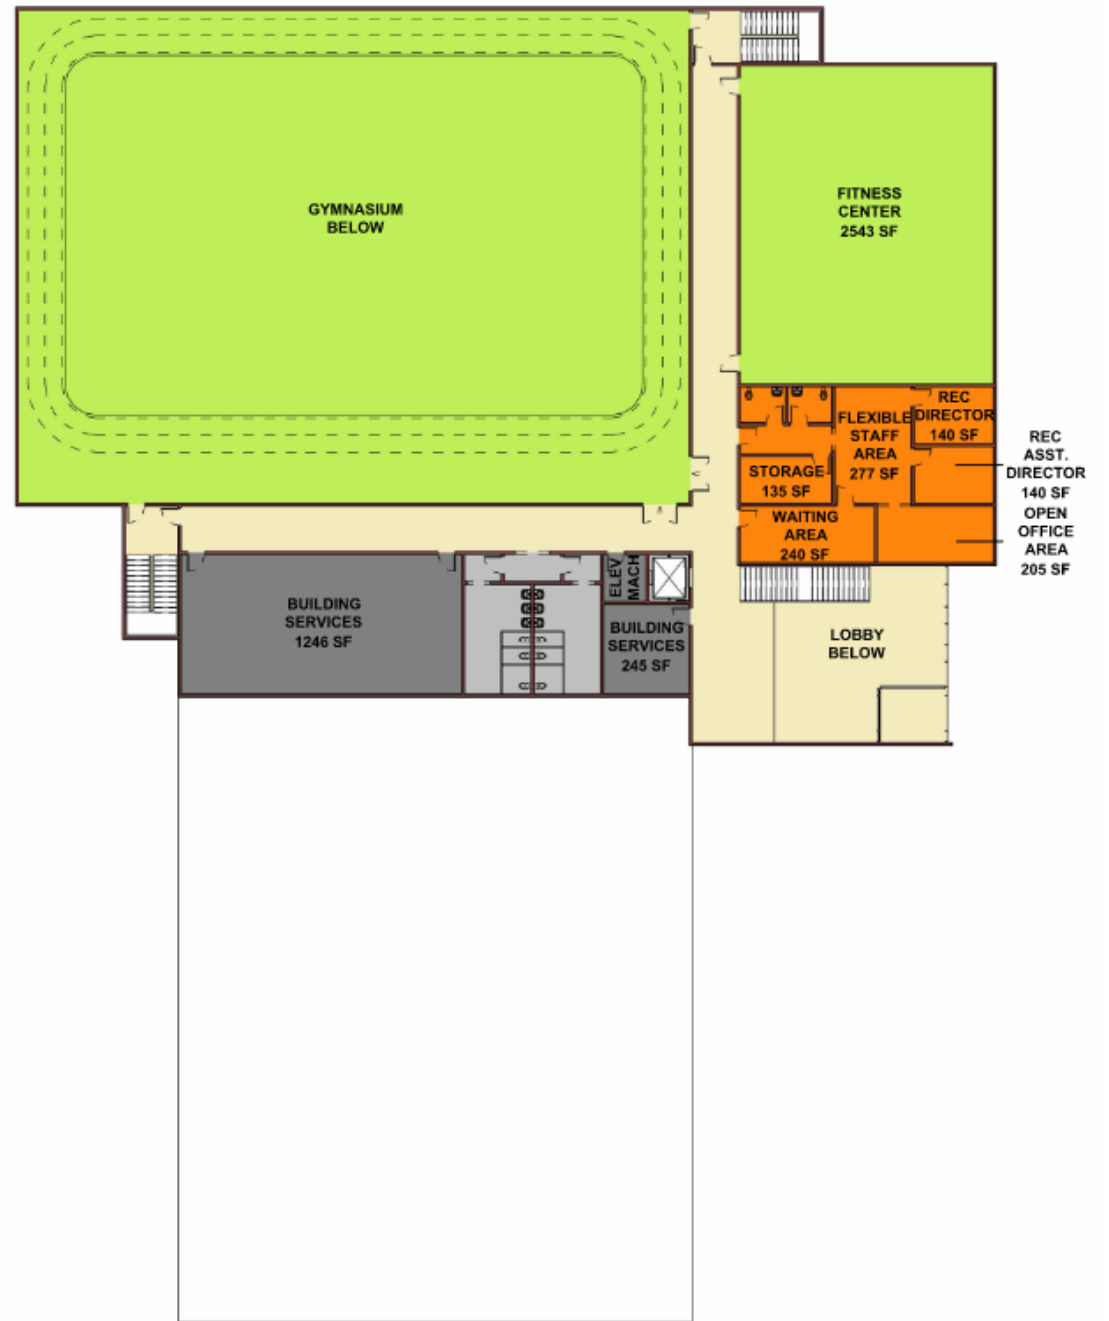 GYMNASIUM
BELOW
FITNESS
CENTER
2543 SF
REC
DIRECTOR
140 SF
FLEXIBLE
STAFF
AREA
277 SF
REC
ASST.
DIRECTOR
140 SF
STORAGE
135 SF
OPEN
OFFICE
AREA
205 SF
WAITING
AREA
240 SF
ELEV.
MACH
BUILDING
SERVICES
1246 SF
BUILDING
SERVICES
245 SF
LOBBY
BELOW